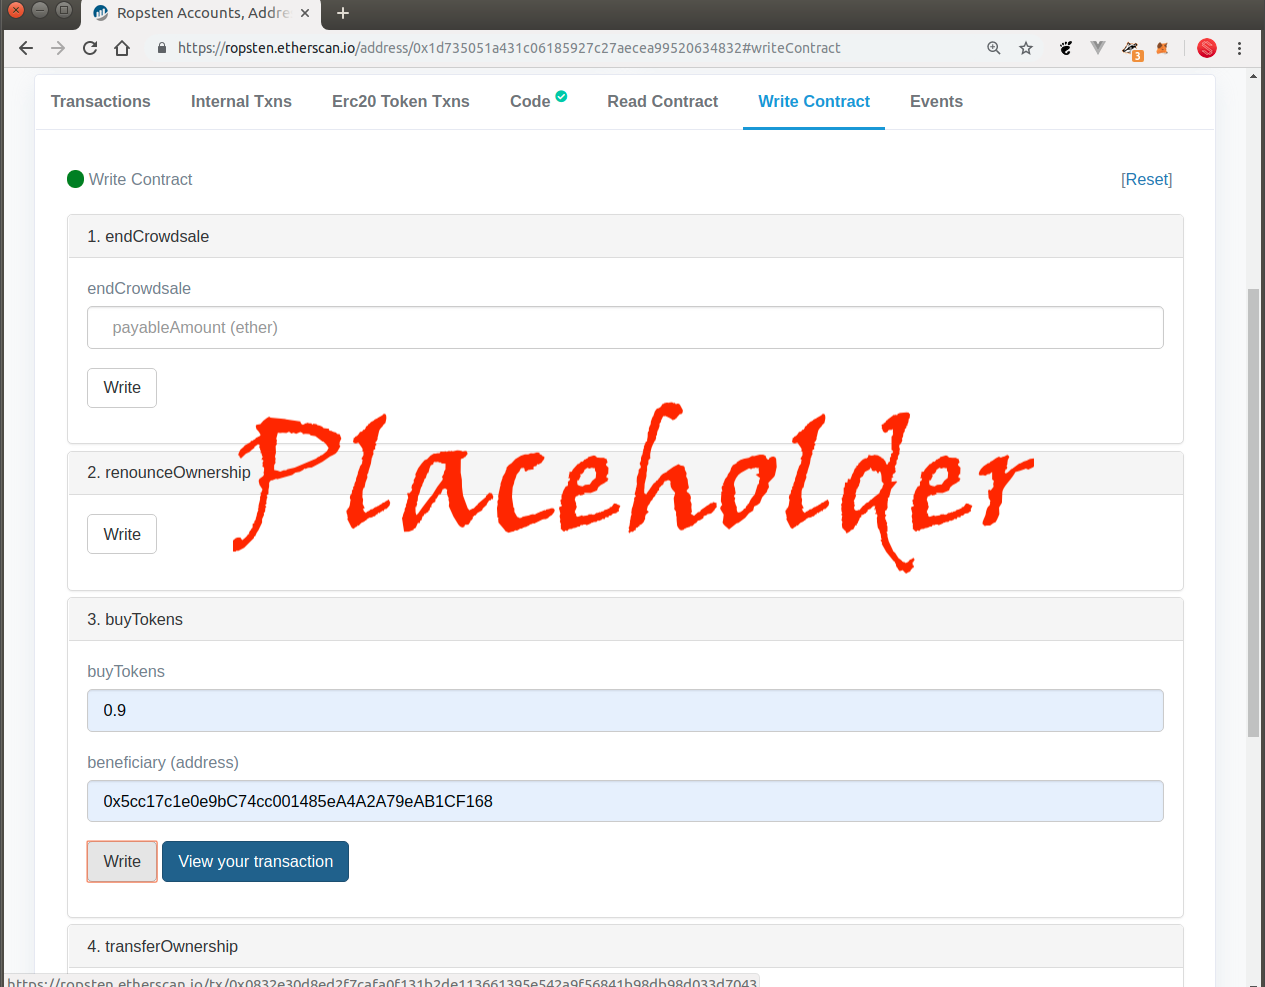 Ropsten Accounts, Addre
https://ropsten.etherscan.io/address/0x1d735051a431c06185927c27aecea99520634832#writeContract
3
Transactions Internal Txns Erc20 Token Txns Code Read Contract Write Contract Events
Write Contract [Reset]
1. endCrowdsale
endCrowdsale
payableAmount (ether)
Write
Placeholder
2. renounceOwnership
Write
3. buyTokens
buyTokens
0.9
beneficiary (address)
0x5cc17c1e0e9bC74cc001485eA4A2A79eAB1CF168
Write View your transaction
4. transferOwnership
https://ropsten.etherscan.io/tx/0x0832e30d8ed2f7cafa0f131b2de113661395e542a9f56841b98db98d033d7043